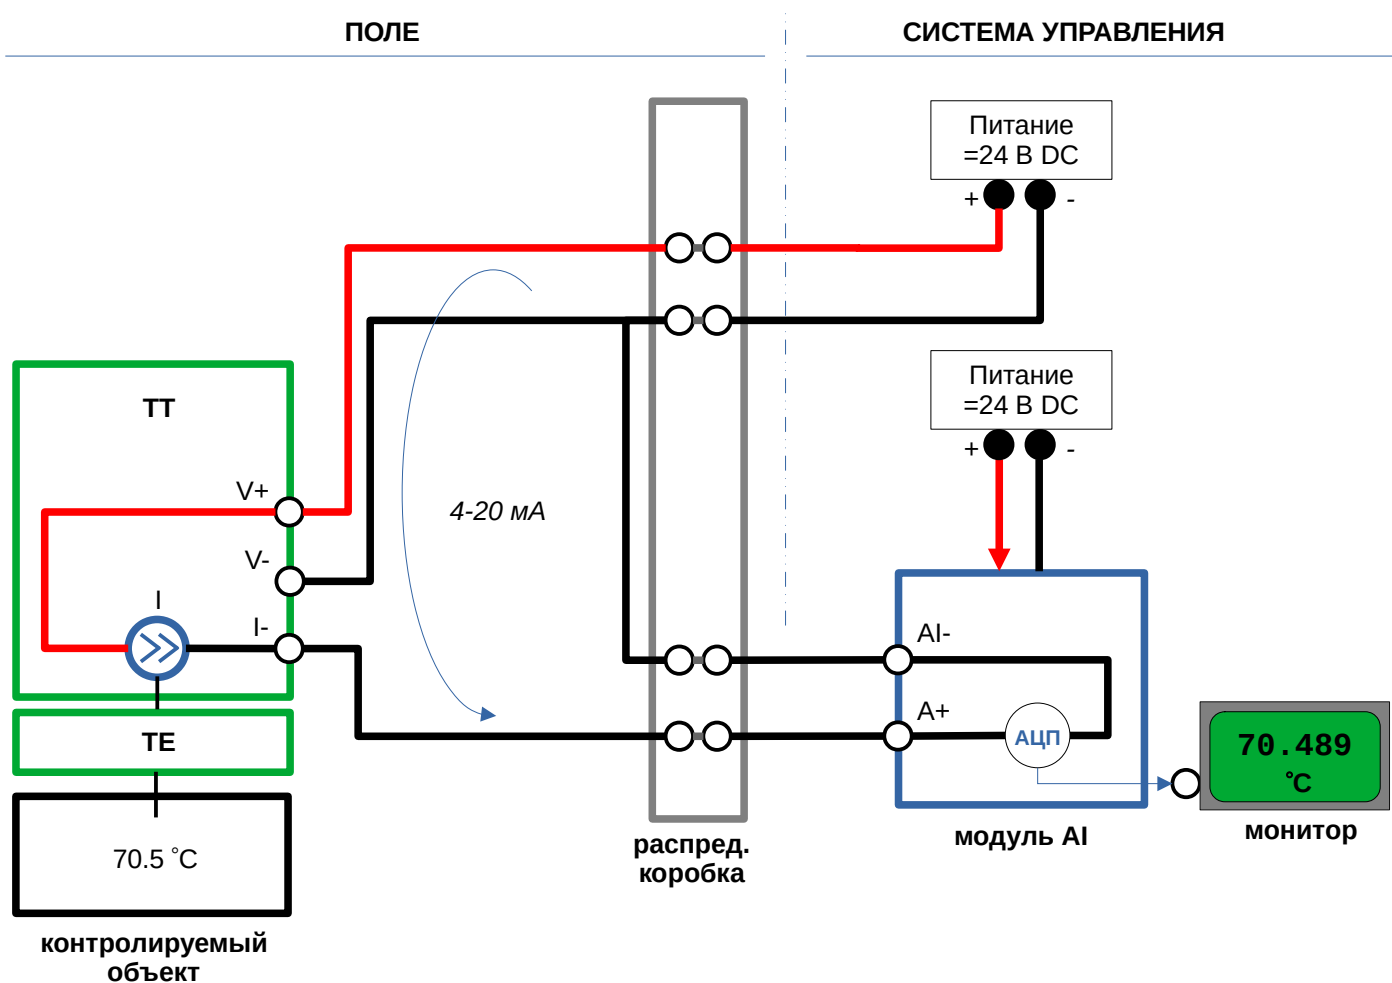 ПОЛЕ
СИСТЕМА УПРАВЛЕНИЯ
Питание
=24 В DC
+ -
Питание
=24 В DC
+ -
ТТ
V+
V-
I
I-
4-20 мА
AI-
A+
АЦП
70.489
°C
монитор
модуль AI
распред.
коробка
ТЕ
70.5 °C
контролируемый
объект